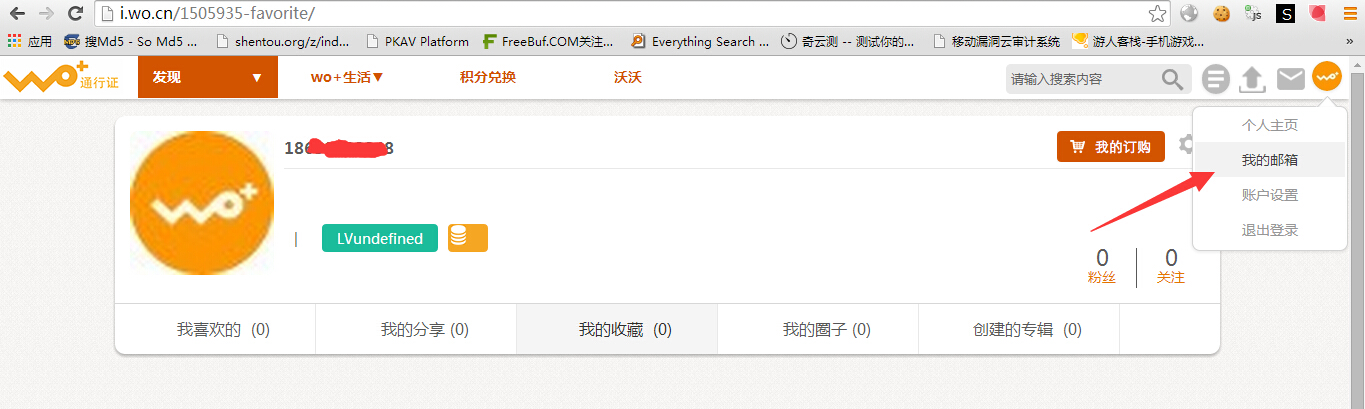 i.wo.cn/1505935-favorite/
应用 搜Md5 - So Md5 ... shentou.org/z/ind... PKAV Platform FreeBuf.COM关注... Everything Search ... 奇云测 -- 测试你的... 移动漏洞云审计系统 游人客栈-手机游戏... »
wo+ 通行证 发现 ▼ wo+生活▼ 积分兑换 沃沃 请输入搜索内容 wo+
个人主页
我的邮箱
账户设置
退出登录
wo+
我的订购
| LVundefined
0 0
粉丝 关注
我喜欢的 (0) 我的分享 (0) 我的收藏 (0) 我的圈子 (0) 创建的专辑 (0)